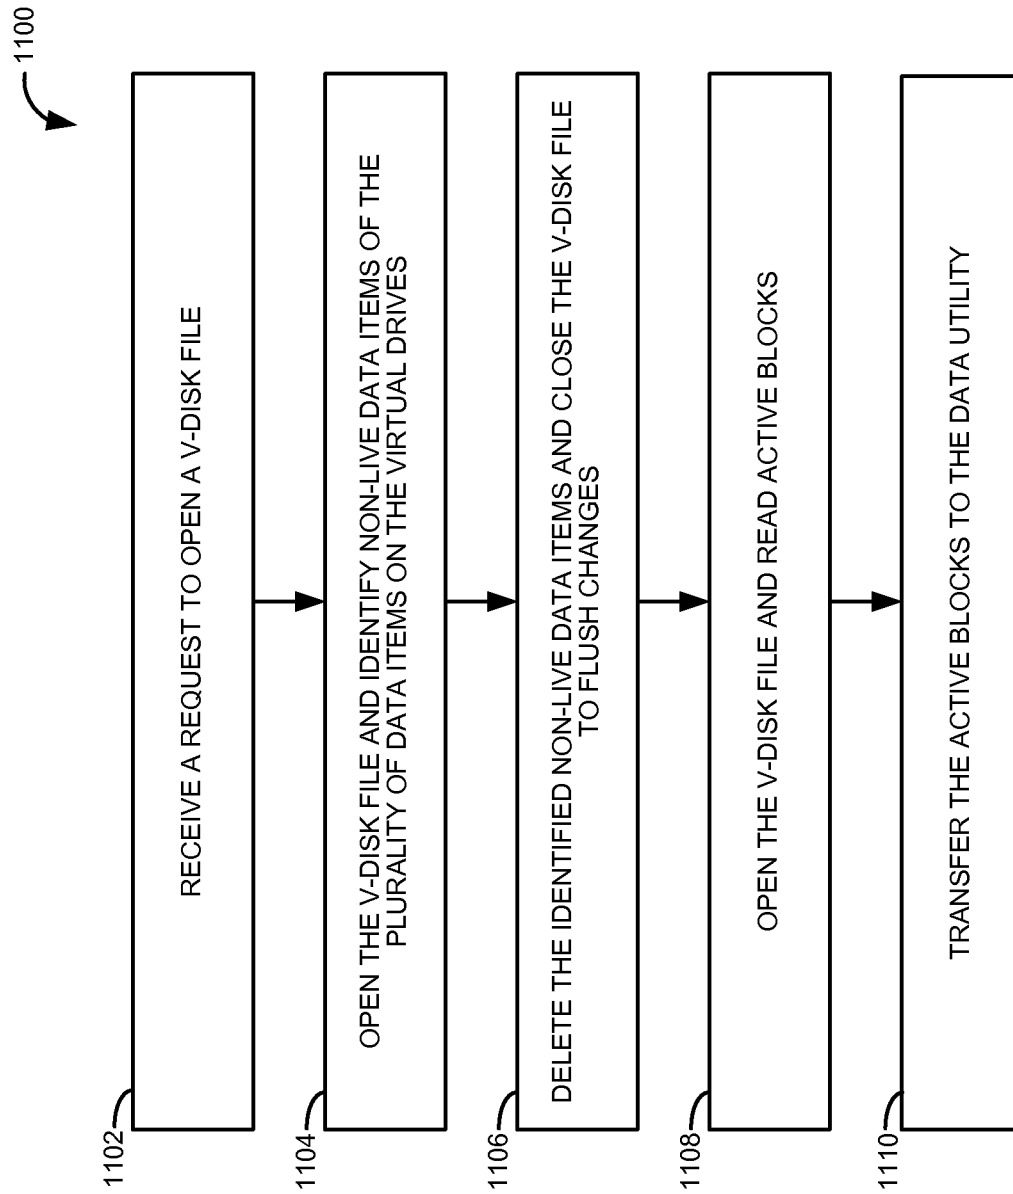 1100
1102
RECEIVE A REQUEST TO OPEN A V-DISK FILE
1104
OPEN THE V-DISK FILE AND IDENTIFY NON-LIVE DATA ITEMS OF THE
PLURALITY OF DATA ITEMS ON THE VIRTUAL DRIVES
1106
DELETE THE IDENTIFIED NON-LIVE DATA ITEMS AND CLOSE THE V-DISK FILE
TO FLUSH CHANGES
1108
OPEN THE V-DISK FILE AND READ ACTIVE BLOCKS
1110
TRANSFER THE ACTIVE BLOCKS TO THE DATA UTILITY